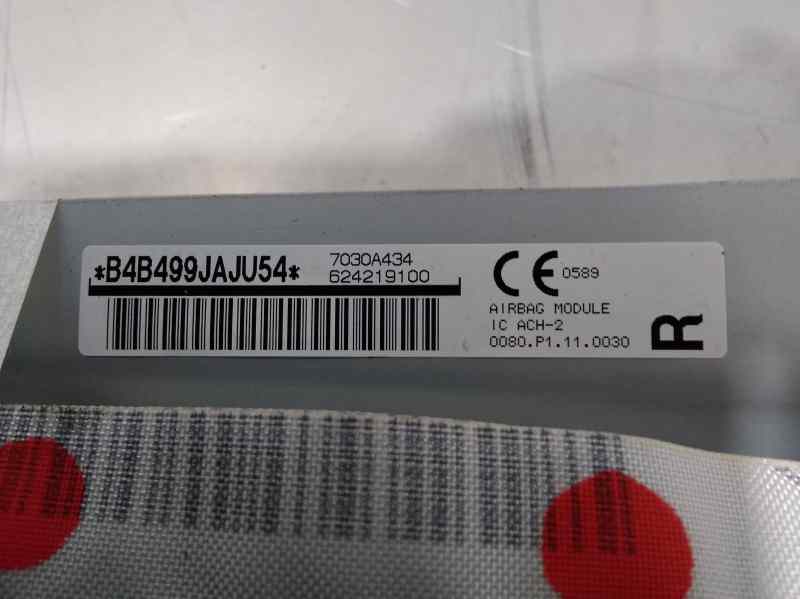 *B4B499JAJU54*
7030A434
624219100
CE 0589
AIRBAG MODULE
IC ACH-2
0080.P1.11.0030
R